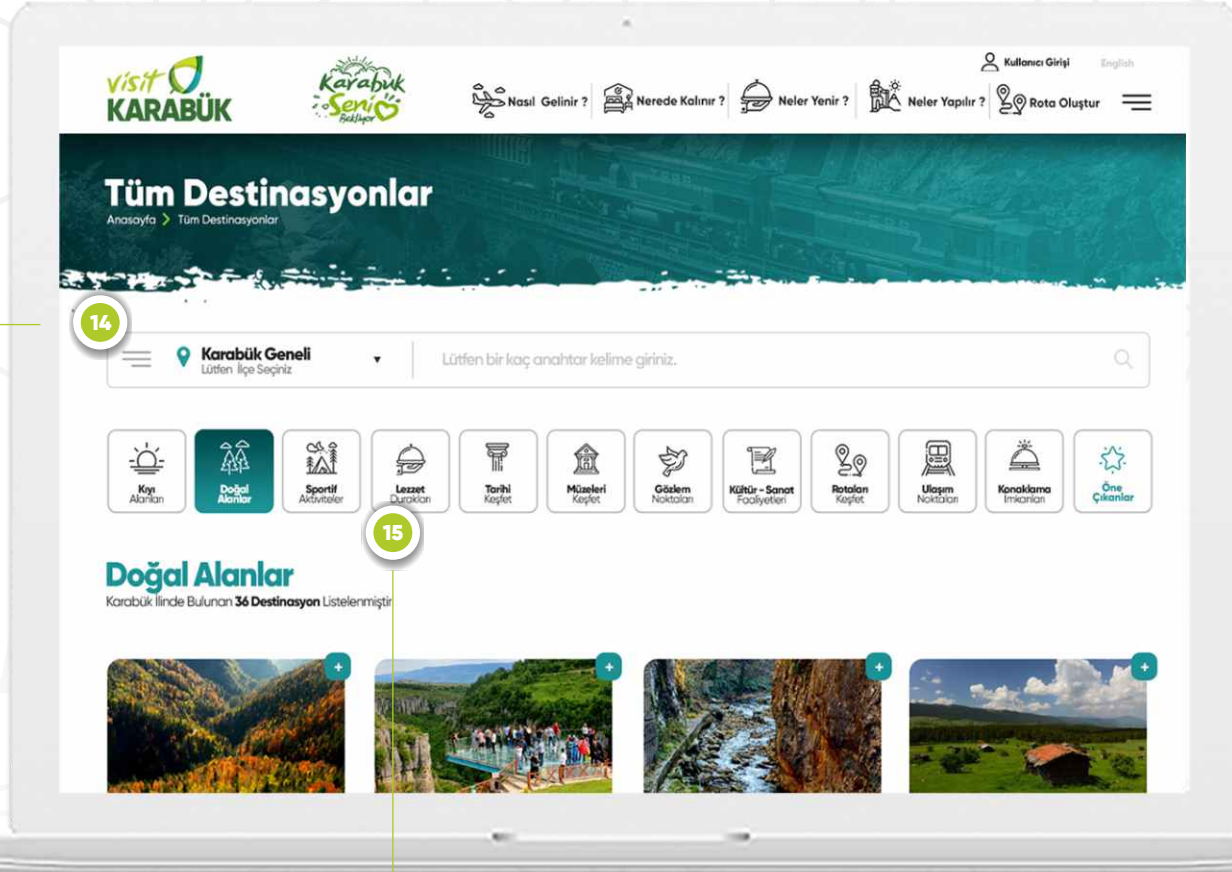 visit
KARABÜK
Karabük
Seni
Bekliyor
Kullanıcı Girişi
English
Nasıl Gelinir ?
Nerede Kalınır ?
Neler Yenir ?
Neler Yapılır ?
Rota Oluştur
Tüm Destinasyonlar
Anasayfa > Tüm Destinasyonlar
14
Karabük Geneli
Lütfen İlçe Seçiniz
Lütfen bir kaç anahtar kelime giriniz.
Kıyı
Alanları
Doğal
Alanlar
Sportif
Aktiviteler
Lezzet
Durakları
Tarihi
Keşfet
Müzeleri
Keşfet
Gözlem
Noktaları
Kültür - Sanat
Faaliyetleri
Rotaları
Keşfet
Ulaşım
Noktaları
Konaklama
İmkanları
Öne
Çıkanlar
15
Doğal Alanlar
Karabük İlinde Bulunan 36 Destinasyon Listelenmiştir
+
+
+
+